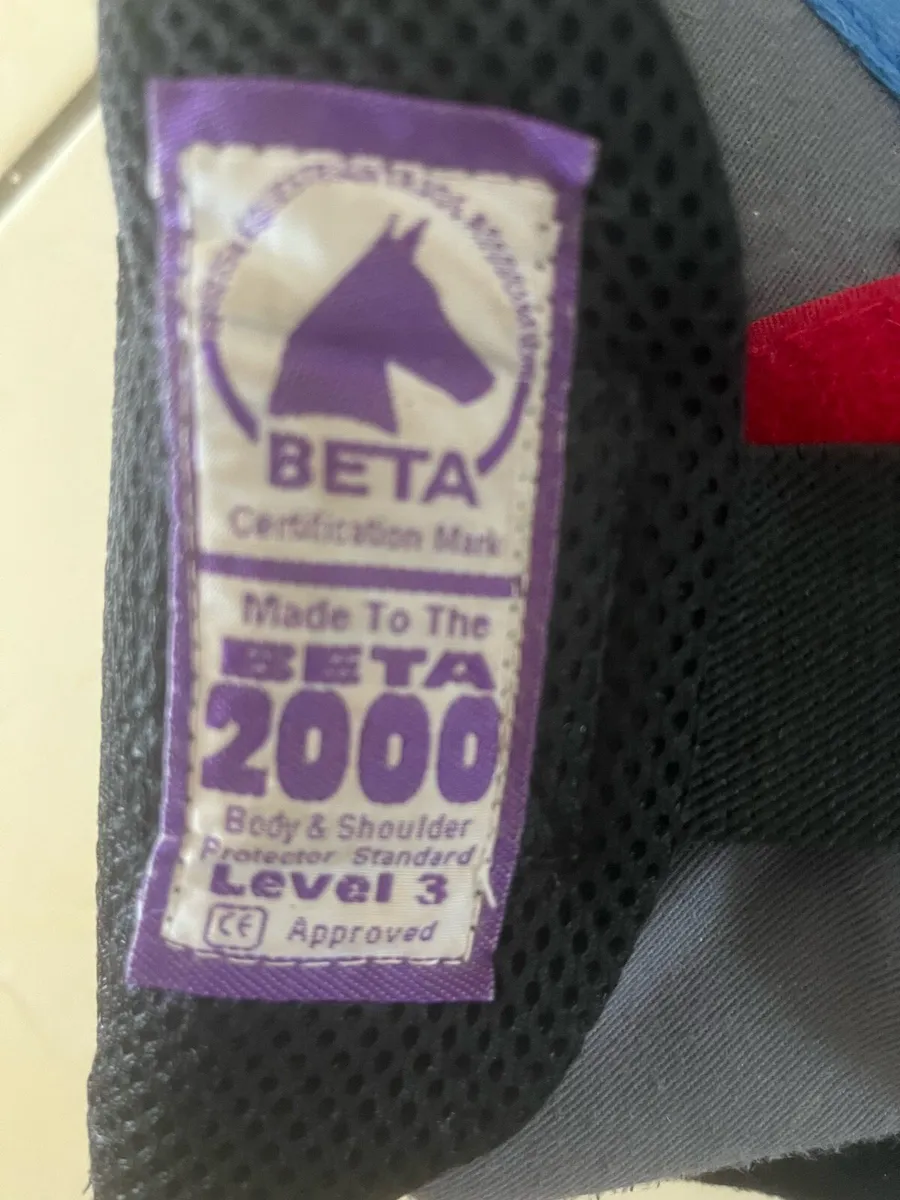 BETA
Certification Mark
Made To The
BETA
2000
Body & Shoulder
Protector Standard
Level 3
CE Approved